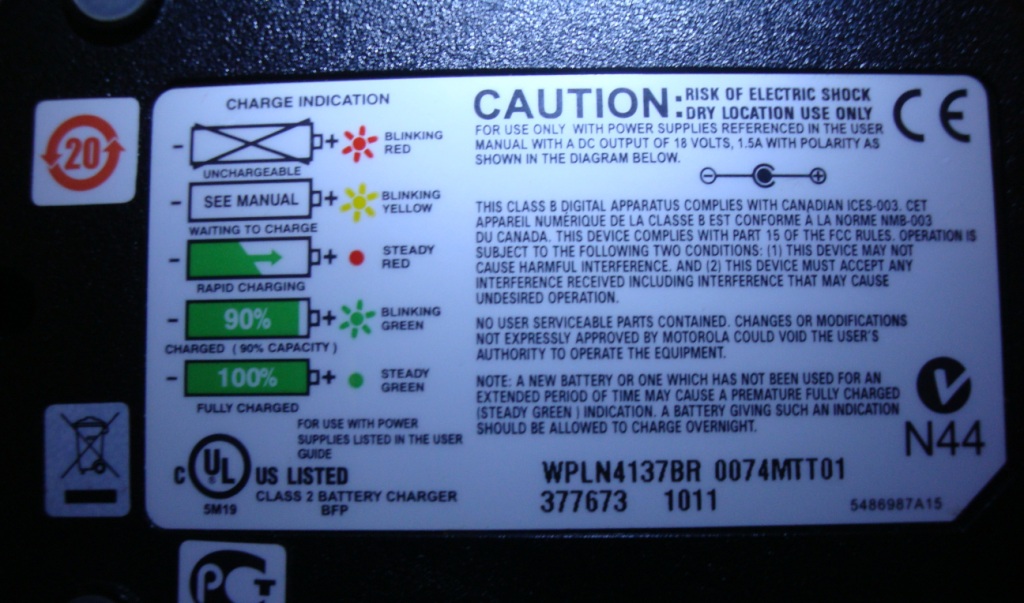 20
CHARGE INDICATION
- + BLINKING
RED
UNCHARGEABLE
- SEE MANUAL + BLINKING
YELLOW
WAITING TO CHARGE
- + STEADY
RED
RAPID CHARGING
- 90% + BLINKING
GREEN
CHARGED ( 90% CAPACITY )
- 100% + STEADY
GREEN
FULLY CHARGED
FOR USE WITH POWER
SUPPLIES LISTED IN THE USER
GUIDE
C UL US LISTED
CLASS 2 BATTERY CHARGER
5M19 BFP
CAUTION: RISK OF ELECTRIC SHOCK
DRY LOCATION USE ONLY
CE
FOR USE ONLY WITH POWER SUPPLIES REFERENCED IN THE USER
MANUAL WITH A DC OUTPUT OF 18 VOLTS, 1.5A WITH POLARITY AS
SHOWN IN THE DIAGRAM BELOW.
- +
THIS CLASS B DIGITAL APPARATUS COMPLIES WITH CANADIAN ICES-003. CET
APPAREIL NUMÉRIQUE DE LA CLASSE B EST CONFORME À LA NORME NMB-003
DU CANADA. THIS DEVICE COMPLIES WITH PART 15 OF THE FCC RULES. OPERATION IS
SUBJECT TO THE FOLLOWING TWO CONDITIONS: (1) THIS DEVICE MAY NOT
CAUSE HARMFUL INTERFERENCE. AND (2) THIS DEVICE MUST ACCEPT ANY
INTERFERENCE RECEIVED INCLUDING INTERFERENCE THAT MAY CAUSE
UNDESIRED OPERATION.
NO USER SERVICEABLE PARTS CONTAINED. CHANGES OR MODIFICATIONS
NOT EXPRESSLY APPROVED BY MOTOROLA COULD VOID THE USER'S
AUTHORITY TO OPERATE THE EQUIPMENT.
NOTE: A NEW BATTERY OR ONE WHICH HAS NOT BEEN USED FOR AN
EXTENDED PERIOD OF TIME MAY CAUSE A PREMATURE FULLY CHARGED
(STEADY GREEN ) INDICATION. A BATTERY GIVING SUCH AN INDICATION
SHOULD BE ALLOWED TO CHARGE OVERNIGHT.
N44
WPLN4137BR 0074MTT01
377673 1011
5486987A15
PCT